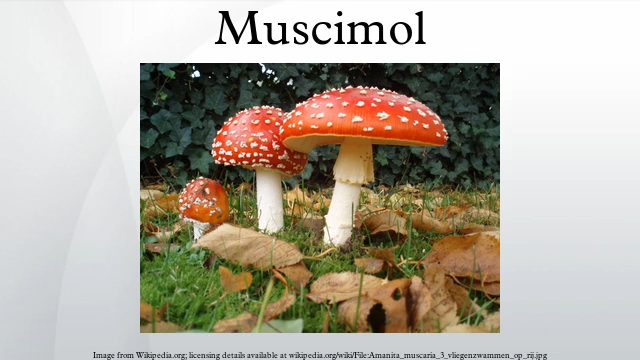 Muscimol
Image from Wikipedia.org; licensing details available at wikipedia.org/wiki/File:Amanita_muscaria_3_vliegenzwammen_op_rij.jpg